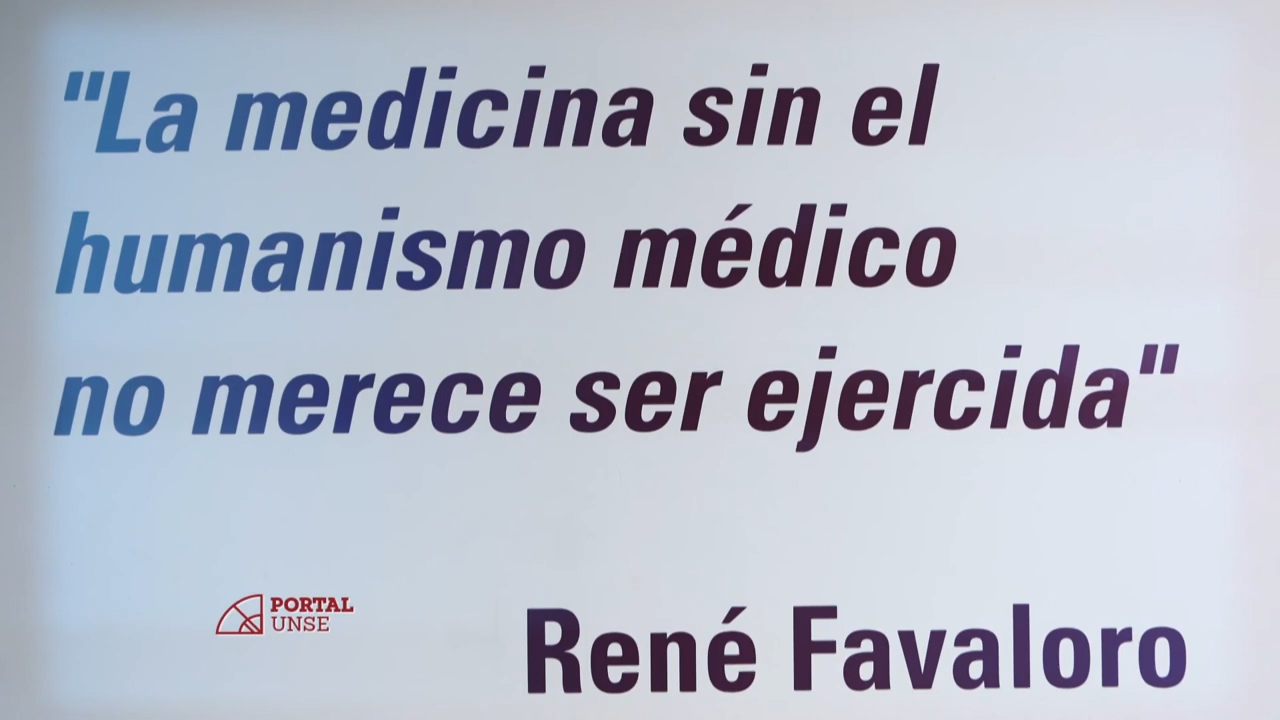 "La medicina sin el
humanismo médico
no merece ser ejercida"
PORTAL
UNSE
René Favaloro